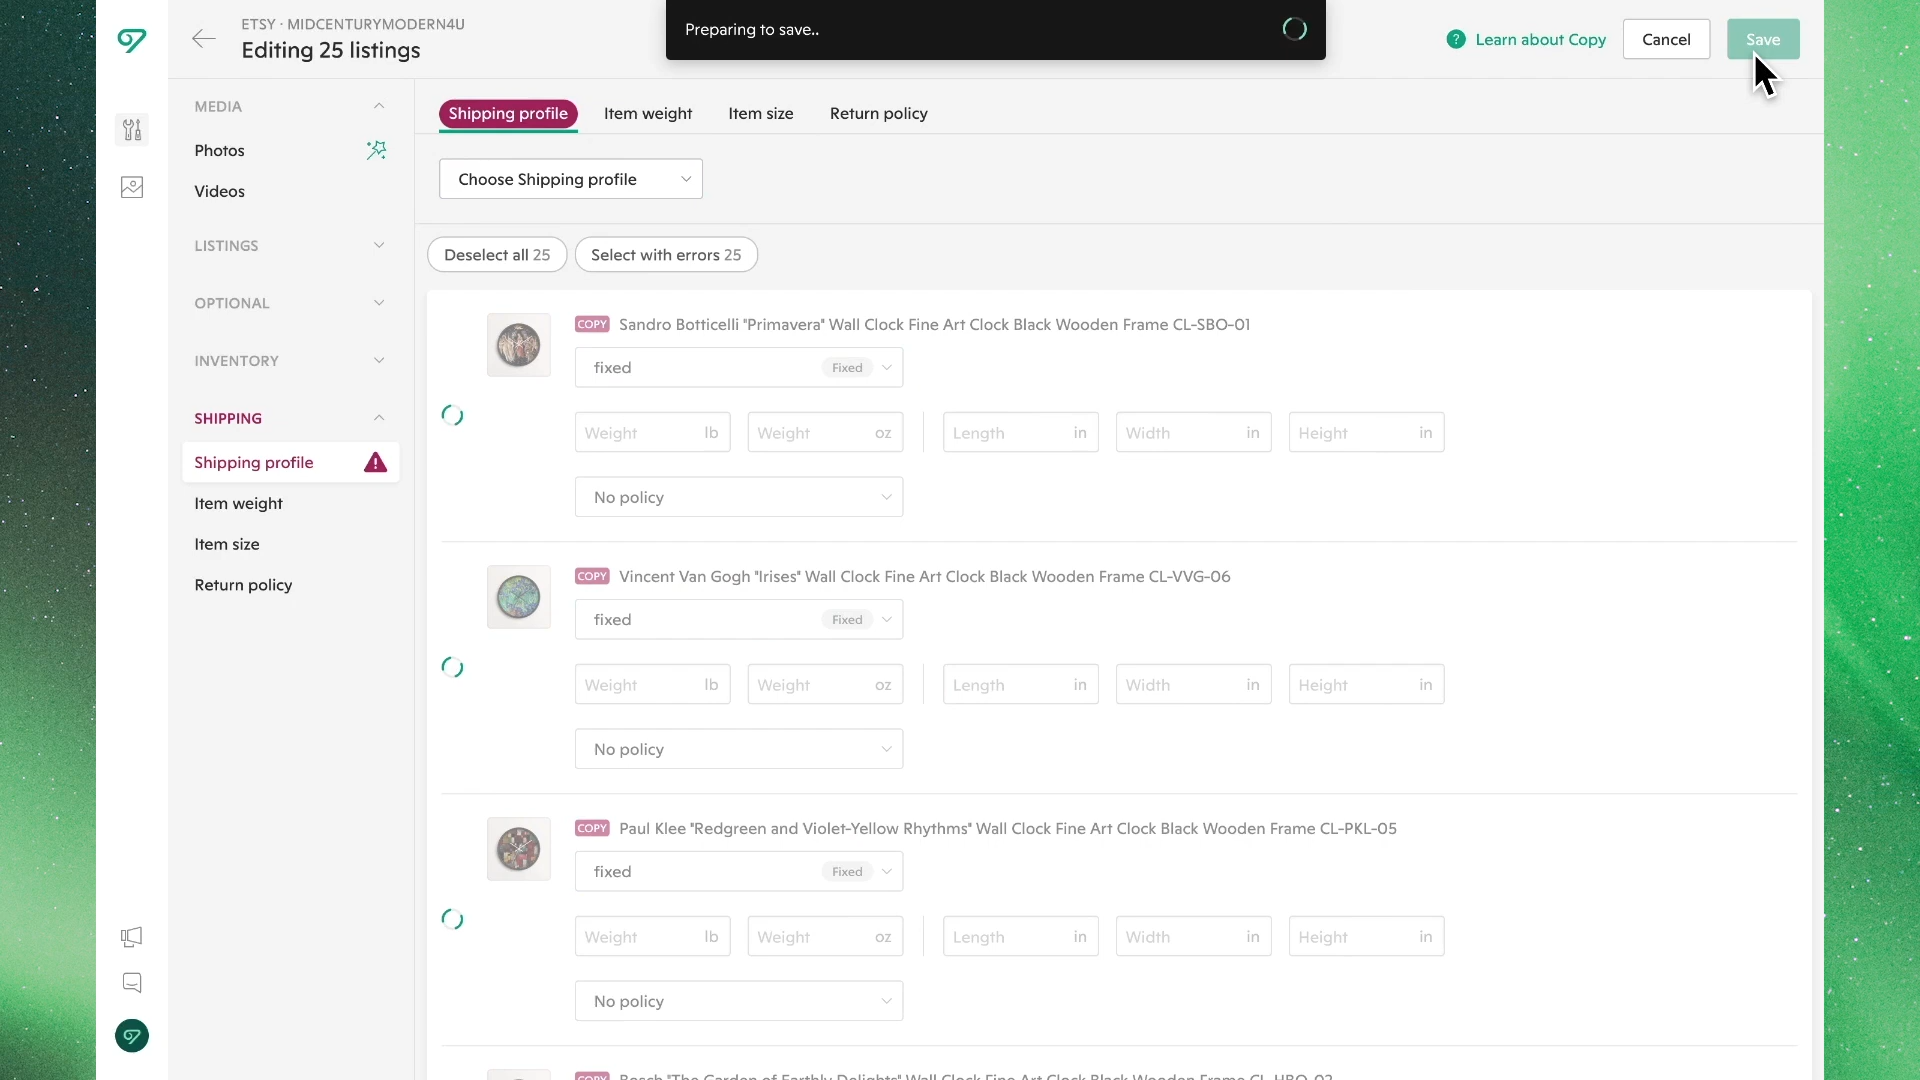 ETSY · MIDCENTURYMODERN4U
Editing 25 listings
Preparing to save..
? Learn about Copy
Cancel
Save
MEDIA
Photos
Videos
LISTINGS
OPTIONAL
INVENTORY
SHIPPING
Shipping profile
Item weight
Item size
Return policy
Shipping profile Item weight Item size Return policy
Choose Shipping profile
Deselect all 25 Select with errors 25
COPY Sandro Botticelli "Primavera" Wall Clock Fine Art Clock Black Wooden Frame CL-SBO-01
fixed Fixed
Weight lb Weight oz Length in Width in Height in
No policy
COPY Vincent Van Gogh "Irises" Wall Clock Fine Art Clock Black Wooden Frame CL-VVG-06
fixed Fixed
Weight lb Weight oz Length in Width in Height in
No policy
COPY Paul Klee "Redgreen and Violet-Yellow Rhythms" Wall Clock Fine Art Clock Black Wooden Frame CL-PKL-05
fixed Fixed
Weight lb Weight oz Length in Width in Height in
No policy
COPY Bosch "The Garden of Earthly Delights" Wall Clock Fine Art Clock Black Wooden Frame CL-HBO-02